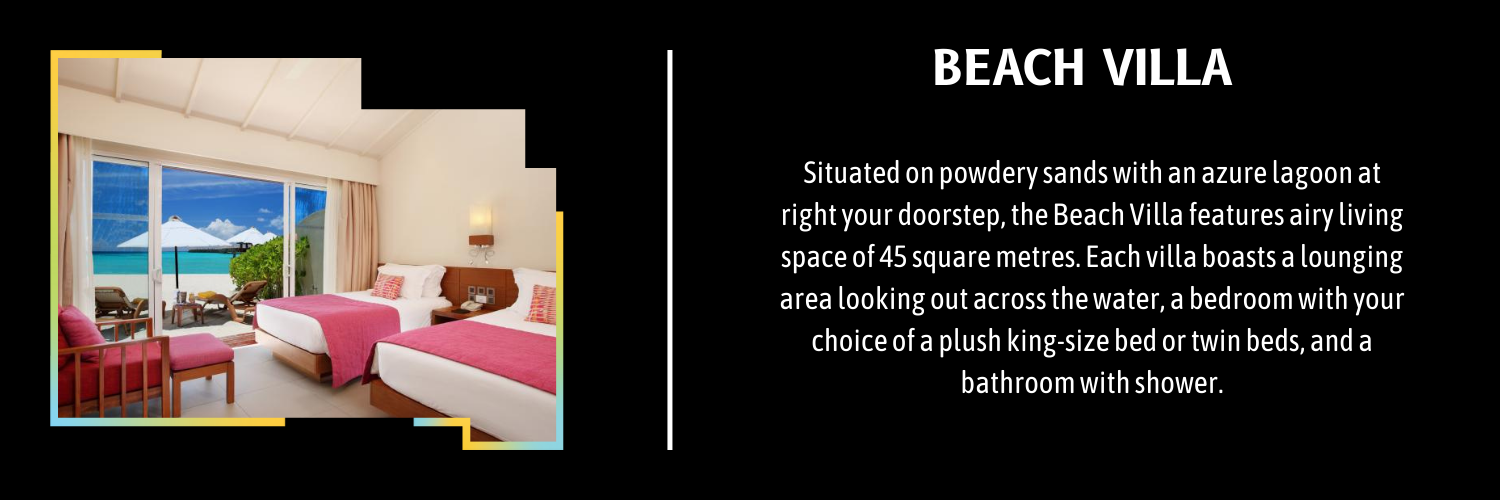 BEACH VILLA
Situated on powdery sands with an azure lagoon at
right your doorstep, the Beach Villa features airy living
space of 45 square metres. Each villa boasts a lounging
area looking out across the water, a bedroom with your
choice of a plush king-size bed or twin beds, and a
bathroom with shower.